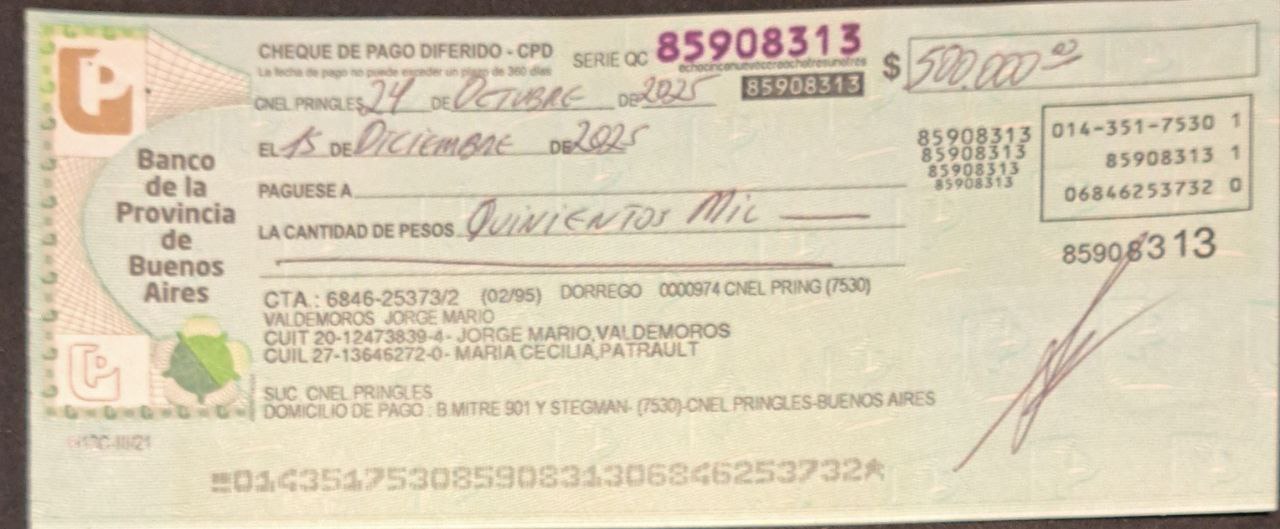 CHEQUE DE PAGO DIFERIDO - CPD
La fecha de pago no puede exceder un plazo de 360 días
SERIE QC 85908313
ochocinconueveceroochotresunotres
85908313
$ 500.000 00
CNEL PRINGLES, 24 DE OCTUBRE DE 2025
EL 15 DE DICIEMBRE DE 2025
PAGUESE A
LA CANTIDAD DE PESOS QUINIENTOS MIL
Banco
de la
Provincia
de
Buenos
Aires
85908313
85908313
85908313
85908313
014-351-7530 1
85908313 1
06846253732 0
85908313
CTA.: 6846-25373/2 (02/95) DORREGO 0000974 CNEL PRING (7530)
VALDEMOROS JORGE MARIO
CUIT 20-12473839-4- JORGE MARIO,VALDEMOROS
CUIL 27-13646272-0- MARIA CECILIA,PATRAULT
SUC CNEL PRINGLES
DOMICILIO DE PAGO : B MITRE 901 Y STEGMAN- (7530)-CNEL PRINGLES-BUENOS AIRES
01435175308590831306846253732